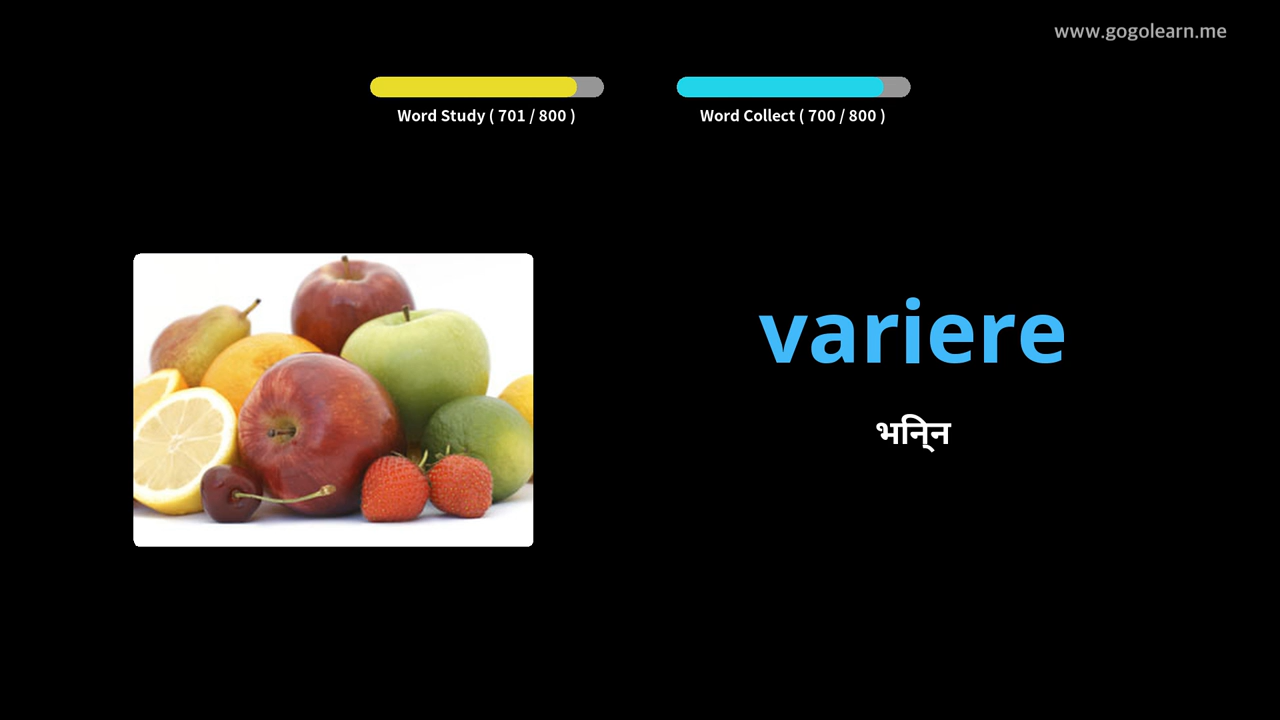 www.gogolearn.me
Word Study ( 701 / 800 )
Word Collect ( 700 / 800 )
variere
भिन्न